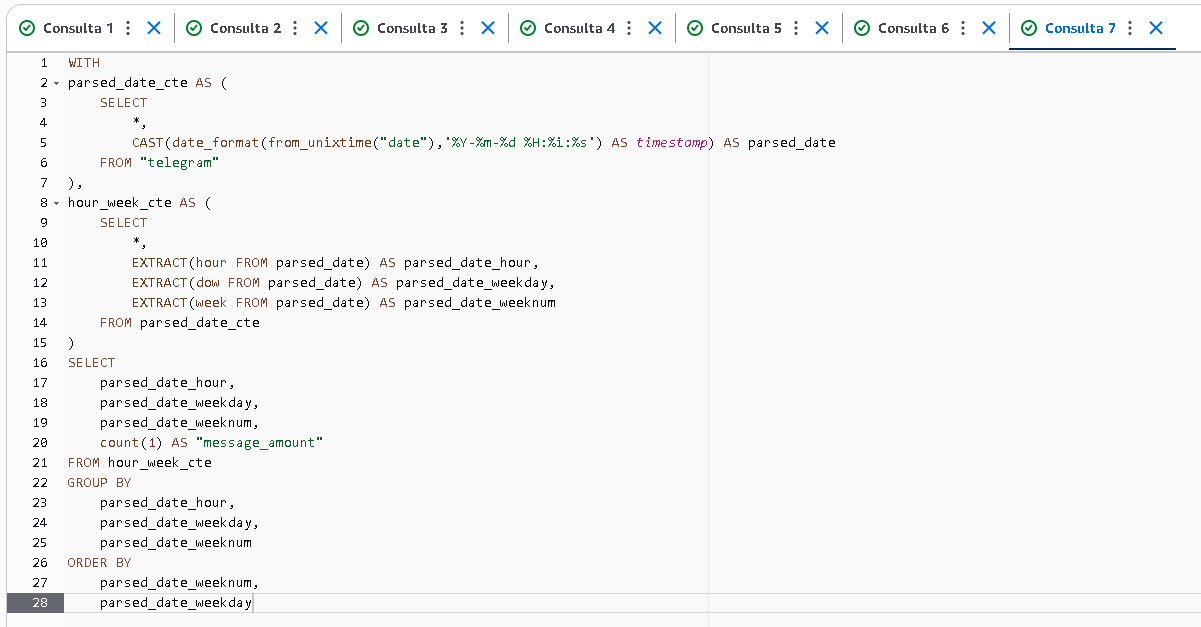 Consulta 1 Consulta 2 Consulta 3 Consulta 4 Consulta 5 Consulta 6 Consulta 7
1 WITH
2 parsed_date_cte AS (
3 SELECT
4 *,
5 CAST(date_format(from_unixtime("date"),'%Y-%m-%d %H:%i:%s') AS timestamp) AS parsed_date
6 FROM "telegram"
7 ),
8 hour_week_cte AS (
9 SELECT
10 *,
11 EXTRACT(hour FROM parsed_date) AS parsed_date_hour,
12 EXTRACT(dow FROM parsed_date) AS parsed_date_weekday,
13 EXTRACT(week FROM parsed_date) AS parsed_date_weeknum
14 FROM parsed_date_cte
15 )
16 SELECT
17 parsed_date_hour,
18 parsed_date_weekday,
19 parsed_date_weeknum,
20 count(1) AS "message_amount"
21 FROM hour_week_cte
22 GROUP BY
23 parsed_date_hour,
24 parsed_date_weekday,
25 parsed_date_weeknum
26 ORDER BY
27 parsed_date_weeknum,
28 parsed_date_weekday